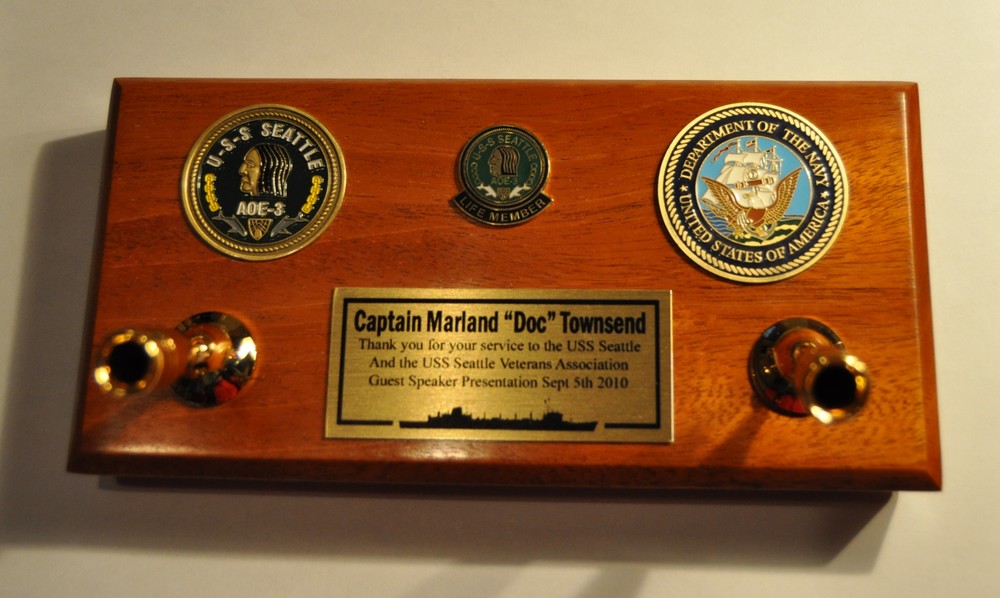 U-S-S SEATTLE
AOE-3
U-S-S SEATTLE
AOE-3
LIFE MEMBER
DEPARTMENT OF THE NAVY
UNITED STATES OF AMERICA
Captain Marland “Doc” Townsend
Thank you for your service to the USS Seattle
And the USS Seattle Veterans Association
Guest Speaker Presentation Sept 5th 2010